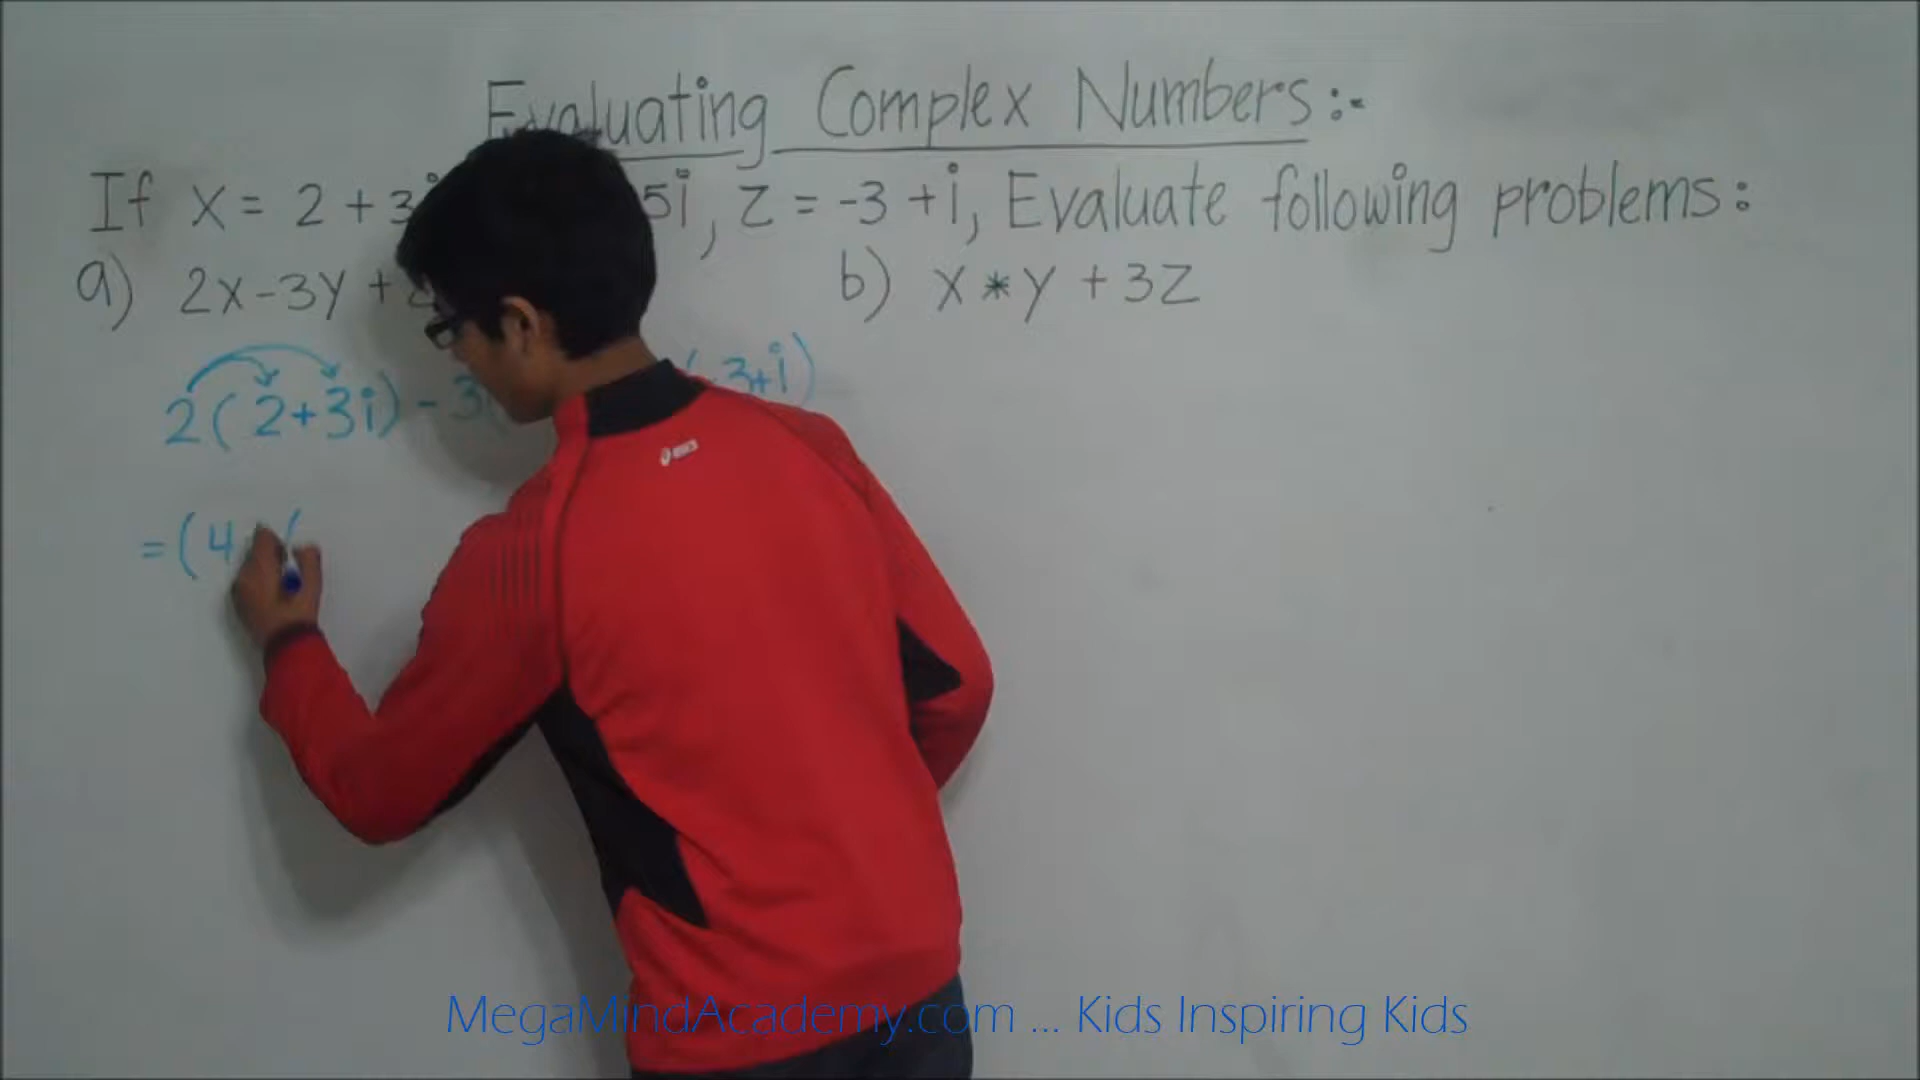 Evaluating Complex Numbers:-
If x = 2 + 3i 5i, z = -3 + i, Evaluate following problems:
a) 2x - 3y + b) x * y + 3z
2(2+3i) - 3( (-3+i)
= (4
asics
MegaMindAcademy.com ... Kids Inspiring Kids